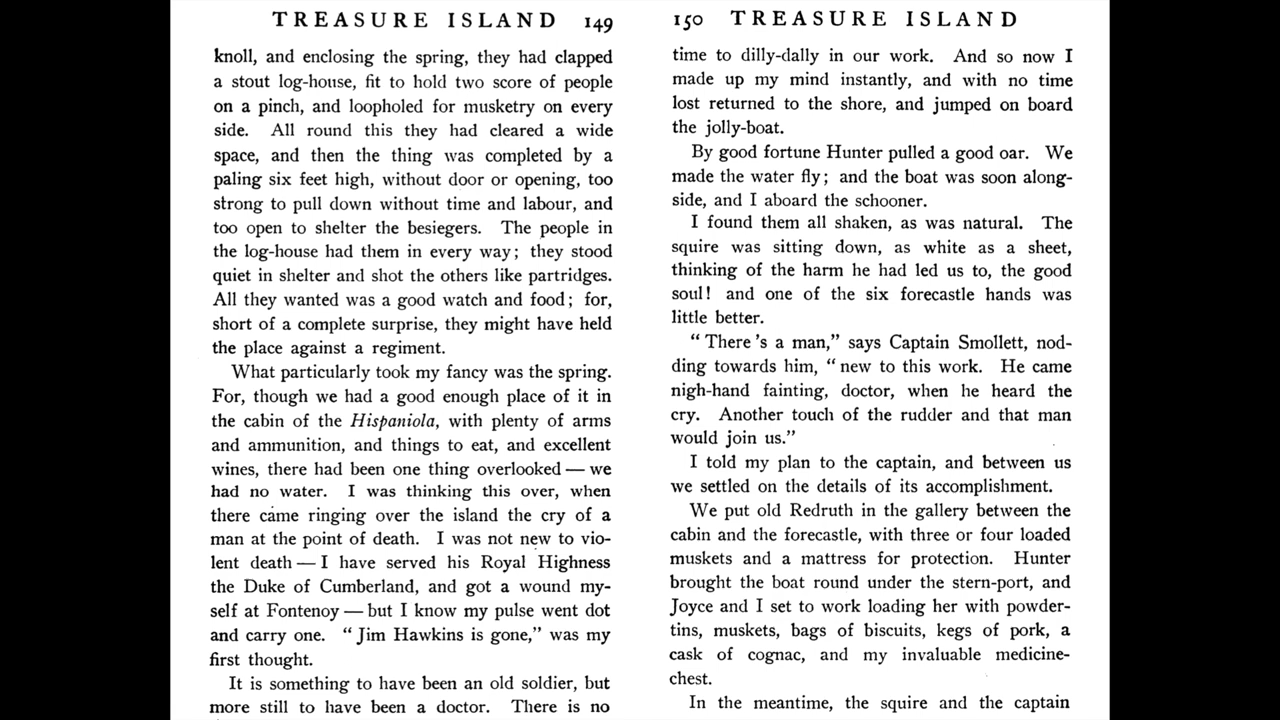 TREASURE ISLAND 149
knoll, and enclosing the spring, they had clapped
a stout log-house, fit to hold two score of people
on a pinch, and loopholed for musketry on every
side. All round this they had cleared a wide
space, and then the thing was completed by a
paling six feet high, without door or opening, too
strong to pull down without time and labour, and
too open to shelter the besiegers. The people in
the log-house had them in every way; they stood
quiet in shelter and shot the others like partridges.
All they wanted was a good watch and food; for,
short of a complete surprise, they might have held
the place against a regiment.
What particularly took my fancy was the spring.
For, though we had a good enough place of it in
the cabin of the Hispaniola, with plenty of arms
and ammunition, and things to eat, and excellent
wines, there had been one thing overlooked — we
had no water. I was thinking this over, when
there came ringing over the island the cry of a
man at the point of death. I was not new to vio-
lent death — I have served his Royal Highness
the Duke of Cumberland, and got a wound my-
self at Fontenoy — but I know my pulse went dot
and carry one. "Jim Hawkins is gone," was my
first thought.
It is something to have been an old soldier, but
more still to have been a doctor. There is no
150 TREASURE ISLAND
time to dilly-dally in our work. And so now I
made up my mind instantly, and with no time
lost returned to the shore, and jumped on board
the jolly-boat.
By good fortune Hunter pulled a good oar. We
made the water fly; and the boat was soon along-
side, and I aboard the schooner.
I found them all shaken, as was natural. The
squire was sitting down, as white as a sheet,
thinking of the harm he had led us to, the good
soul! and one of the six forecastle hands was
little better.
"There's a man," says Captain Smollett, nod-
ding towards him, "new to this work. He came
nigh-hand fainting, doctor, when he heard the
cry. Another touch of the rudder and that man
would join us."
I told my plan to the captain, and between us
we settled on the details of its accomplishment.
We put old Redruth in the gallery between the
cabin and the forecastle, with three or four loaded
muskets and a mattress for protection. Hunter
brought the boat round under the stern-port, and
Joyce and I set to work loading her with powder-
tins, muskets, bags of biscuits, kegs of pork, a
cask of cognac, and my invaluable medicine-
chest.
In the meantime, the squire and the captain